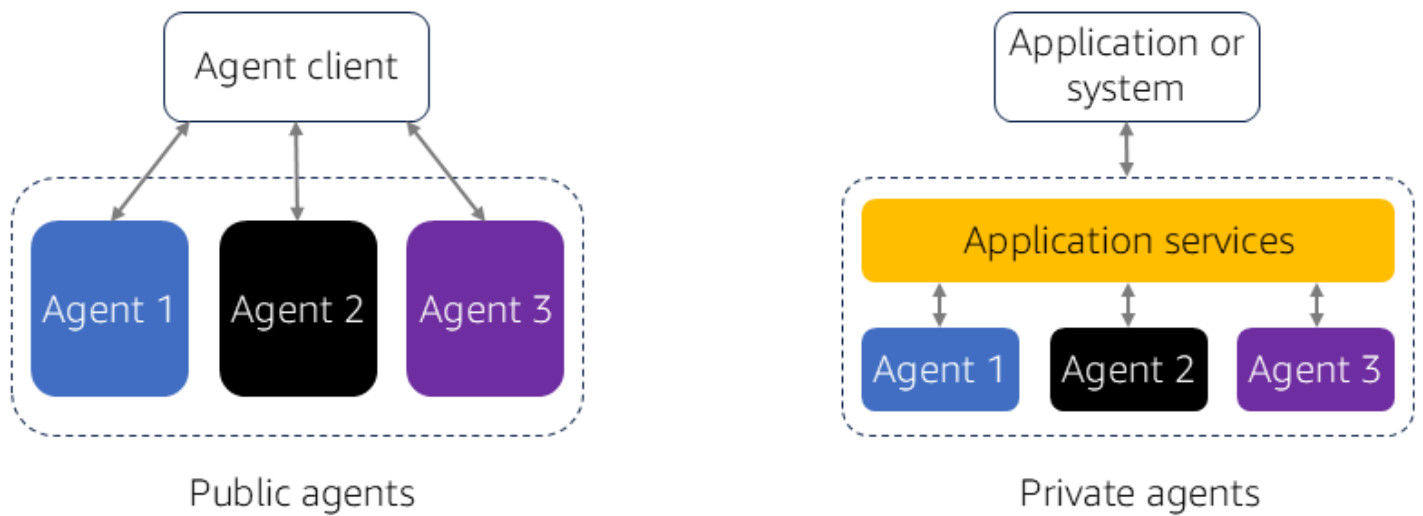 Agent client
Agent 1
Agent 2
Agent 3
Public agents
Application or
system
Application services
Agent 1
Agent 2
Agent 3
Private agents